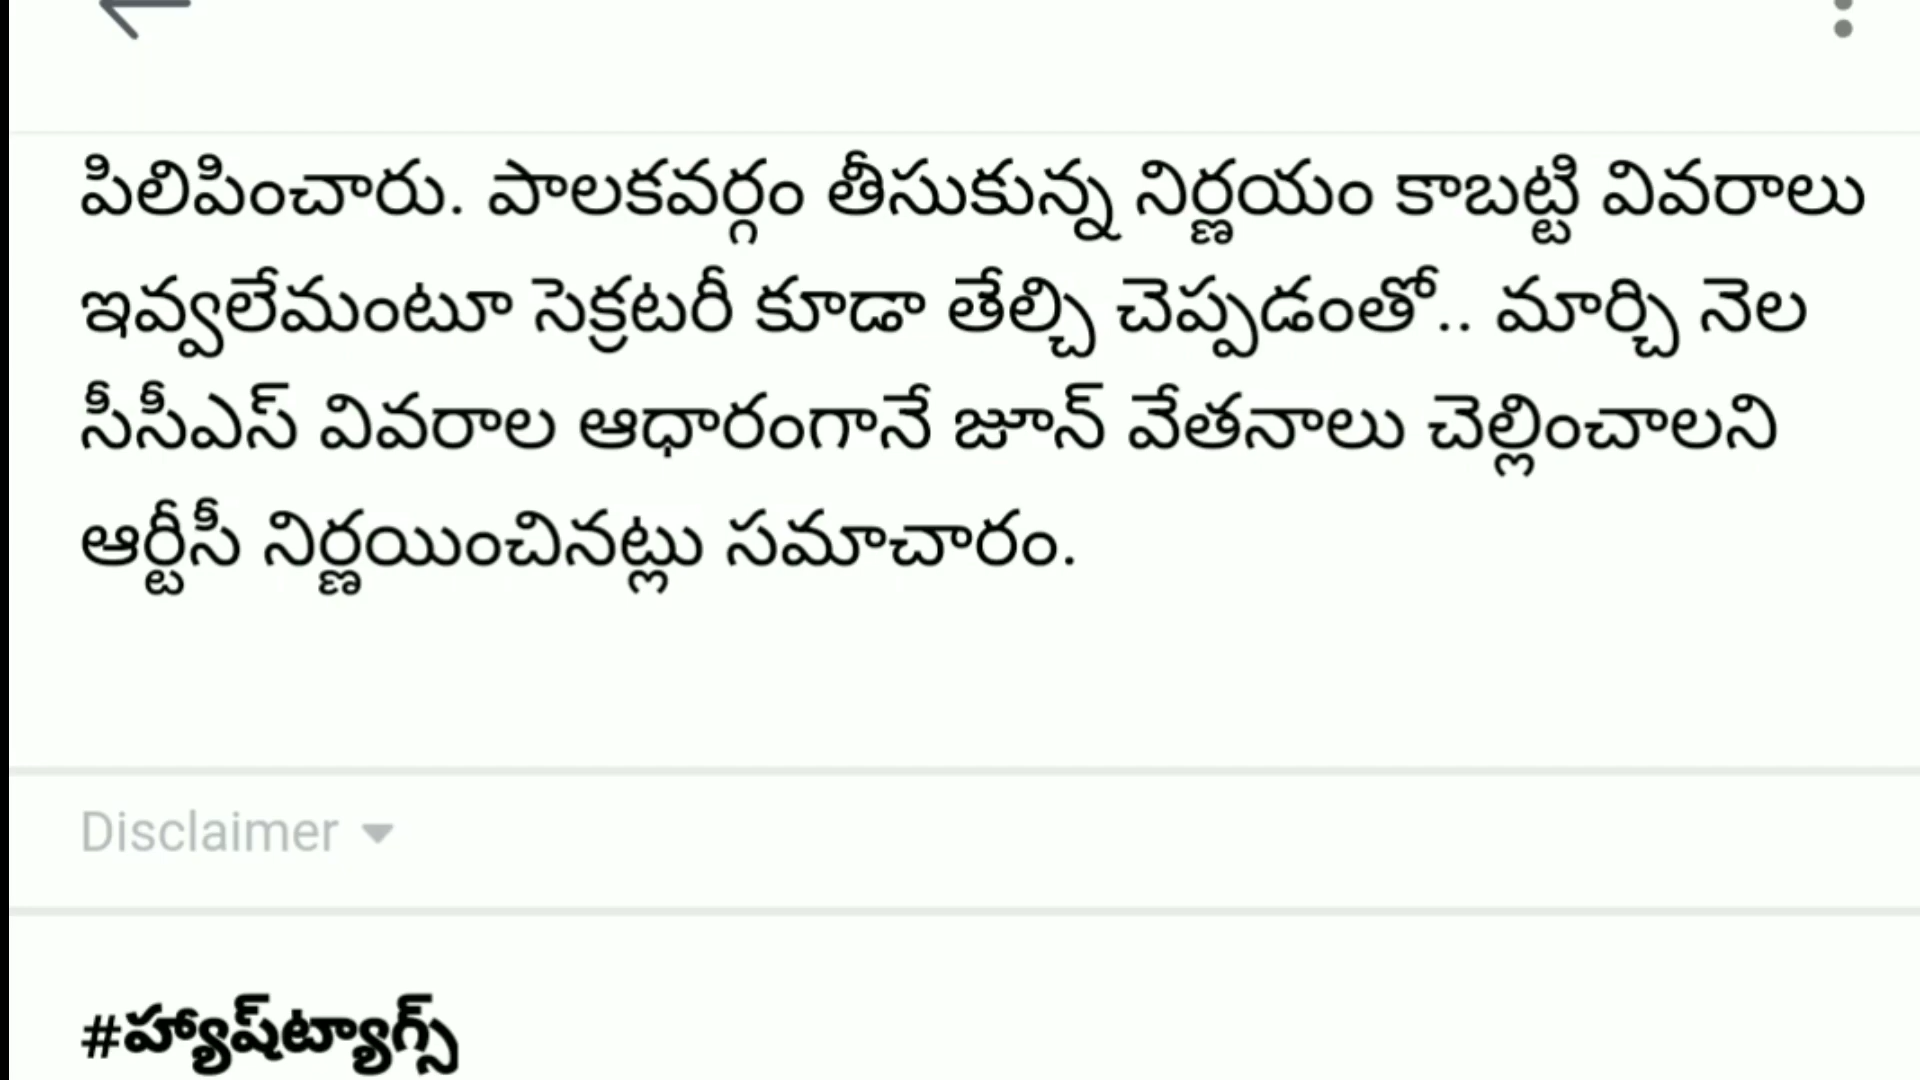 పిలిపించారు. పాలకవర్గం తీసుకున్న నిర్ణయం కాబట్టి వివరాలు
ఇవ్వలేమంటూ సెక్రటరీ కూడా తేల్చి చెప్పడంతో.. మార్చి నెల
సీసీఎస్ వివరాల ఆధారంగానే జూన్ వేతనాలు చెల్లించాలని
ఆర్టీసీ నిర్ణయించినట్లు సమాచారం.
Disclaimer
#హ్యాష్‌ట్యాగ్స్